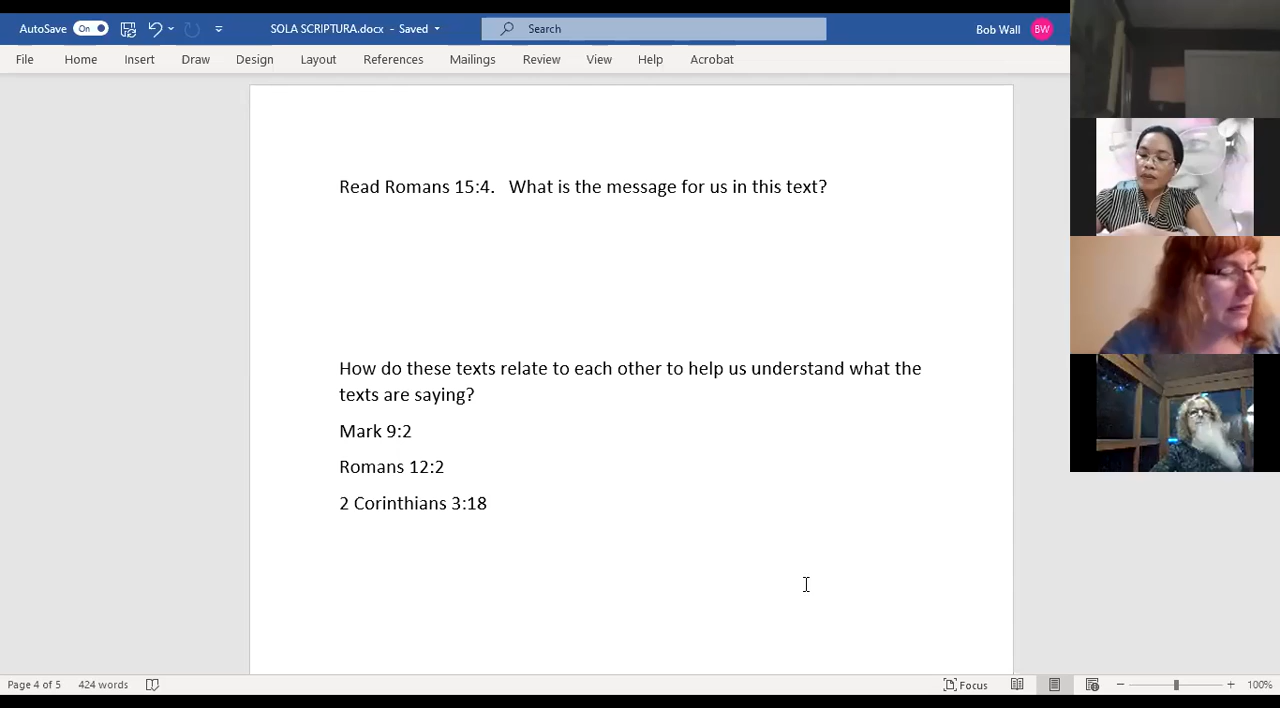 AutoSave On SOLA SCRIPTURA.docx - Saved Search Bob Wall BW
File Home Insert Draw Design Layout References Mailings Review View Help Acrobat
Read Romans 15:4. What is the message for us in this text?
How do these texts relate to each other to help us understand what the
texts are saying?
Mark 9:2
Romans 12:2
2 Corinthians 3:18
Page 4 of 5 424 words Focus 100%